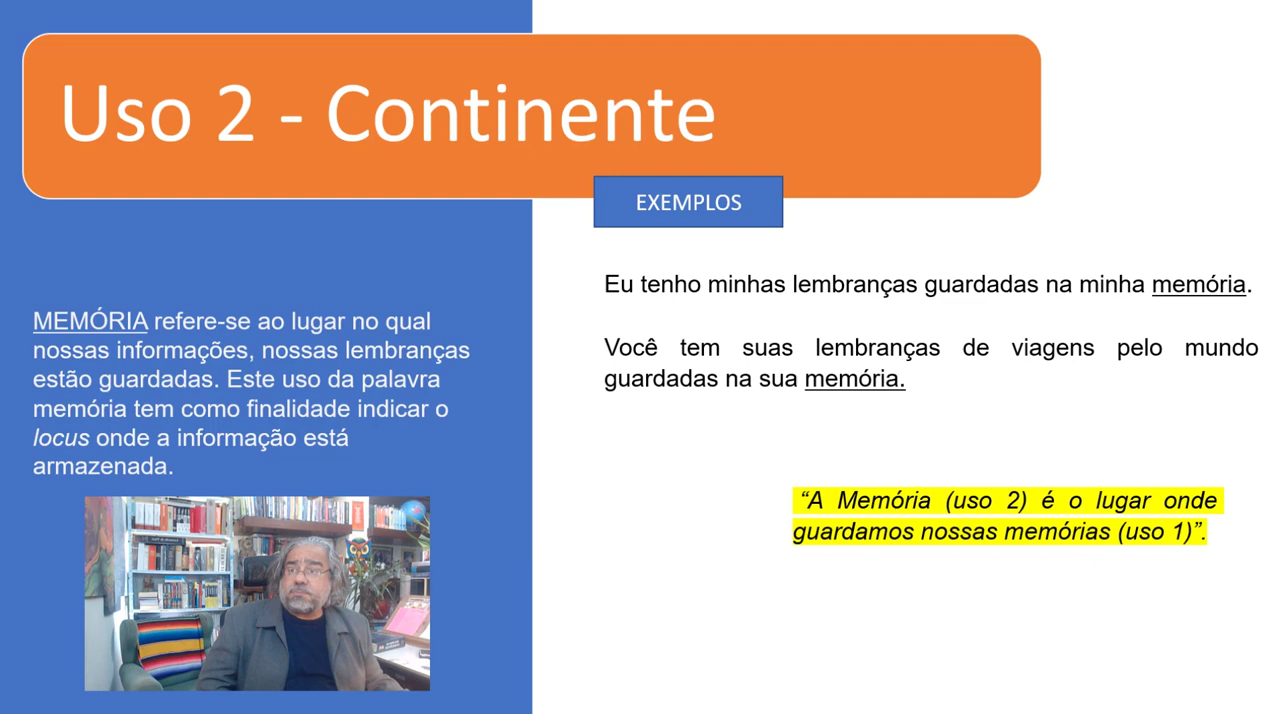 Uso 2 - Continente
EXEMPLOS
MEMÓRIA refere-se ao lugar no qual
nossas informações, nossas lembranças
estão guardadas. Este uso da palavra
memória tem como finalidade indicar o
locus onde a informação está
armazenada.
Eu tenho minhas lembranças guardadas na minha memória.
Você tem suas lembranças de viagens pelo mundo
guardadas na sua memória.
“A Memória (uso 2) é o lugar onde
guardamos nossas memórias (uso 1)”.